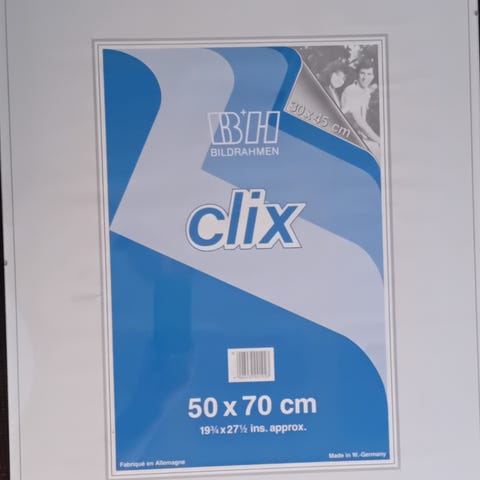 30 x 45 cm
B+H
BILDRAHMEN
clix
50 x 70 cm
19¾ x 27½ ins. approx.
Fabriqué en Allemagne
Made in W.-Germany